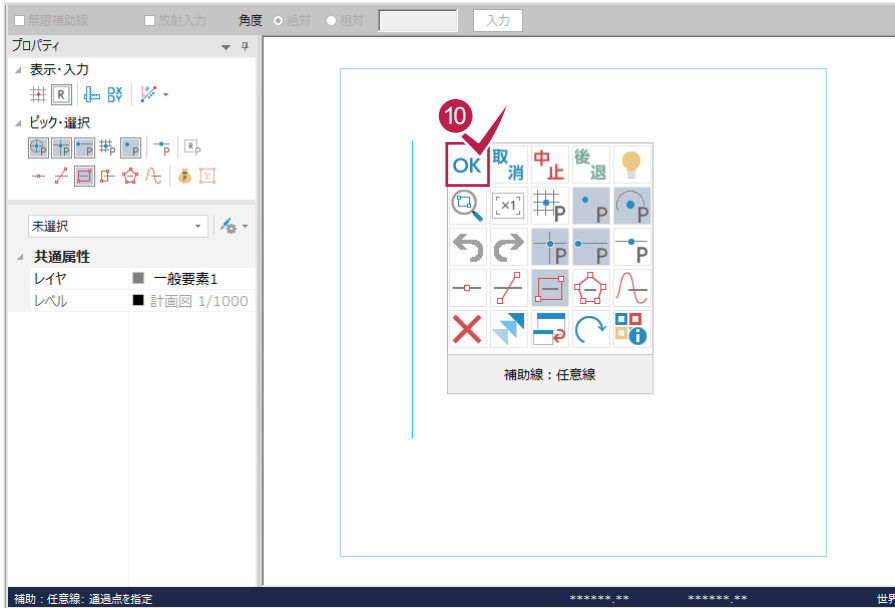 無限補助線 放射入力 角度 絶対 相対 入力
プロパティ
表示・入力
R DX DY
ピック・選択
P P P P P P R P
P
未選択
共通属性
レイヤ 一般要素1
レベル 計画図 1/1000
10
OK 取消 中止 後退
×1 P P P
P P P
補助線：任意線
補助：任意線: 通過点を指定 ******.** ******.** 世界